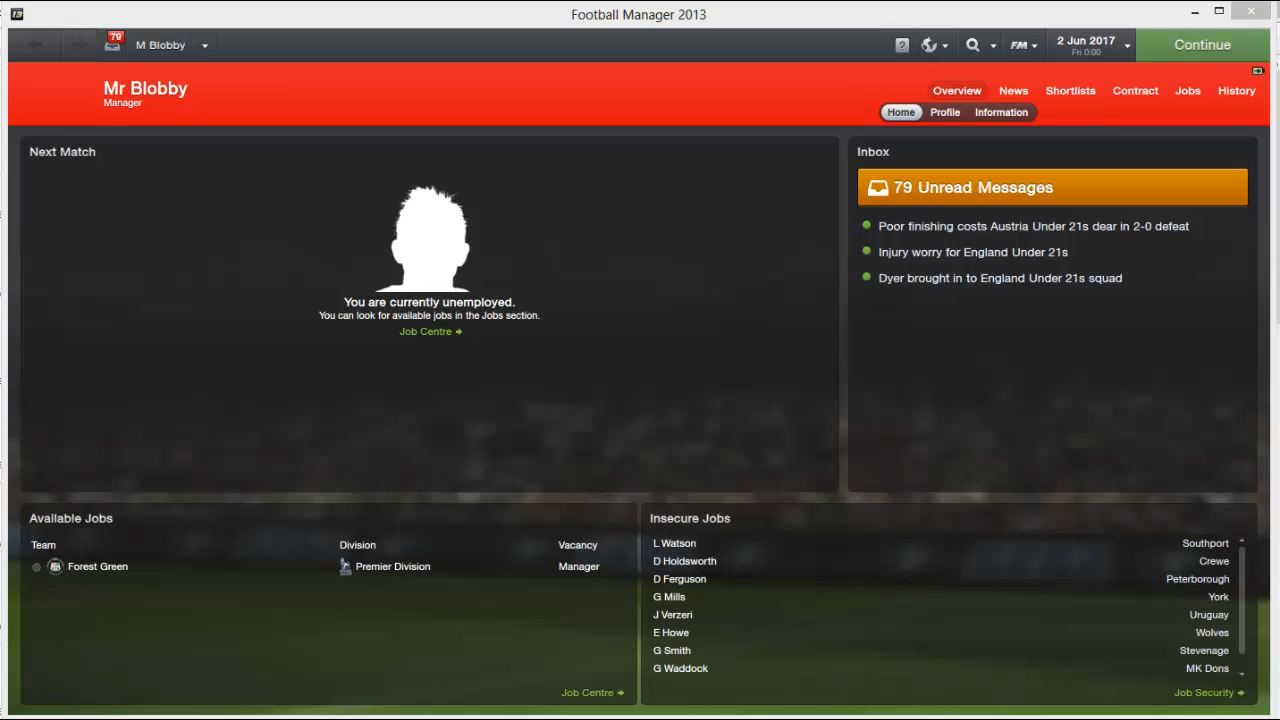 Football Manager 2013
79
M Blobby
FM
2 Jun 2017
Fri 0:00
Continue
Mr Blobby
Manager
Overview News Shortlists Contract Jobs History
Home Profile Information
Next Match
You are currently unemployed.
You can look for available jobs in the Jobs section.
Job Centre
Inbox
79 Unread Messages
Poor finishing costs Austria Under 21s dear in 2-0 defeat
Injury worry for England Under 21s
Dyer brought in to England Under 21s squad
Available Jobs
Team Division Vacancy
Forest Green Premier Division Manager
Job Centre
Insecure Jobs
L Watson Southport
D Holdsworth Crewe
D Ferguson Peterborough
G Mills York
J Verzeri Uruguay
E Howe Wolves
G Smith Stevenage
G Waddock MK Dons
Job Security